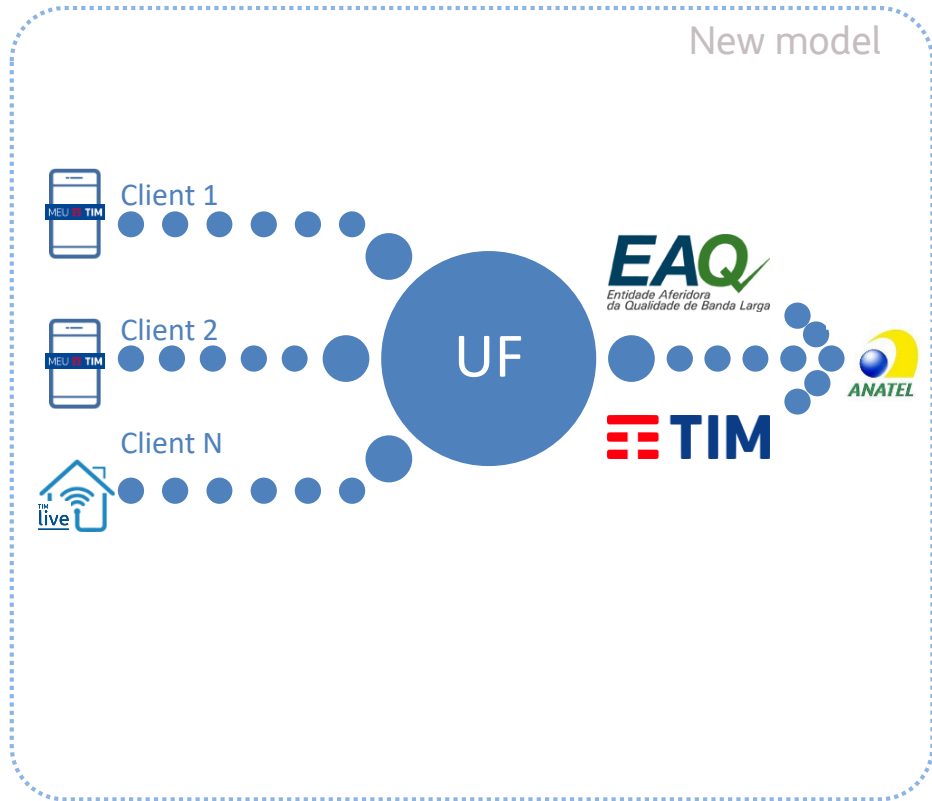 New model
Client 1
MEU TIM
Client 2
MEU TIM
Client N
TIM
live
UF
EAQ
Entidade Aferidora
da Qualidade de Banda Larga
TIM
ANATEL